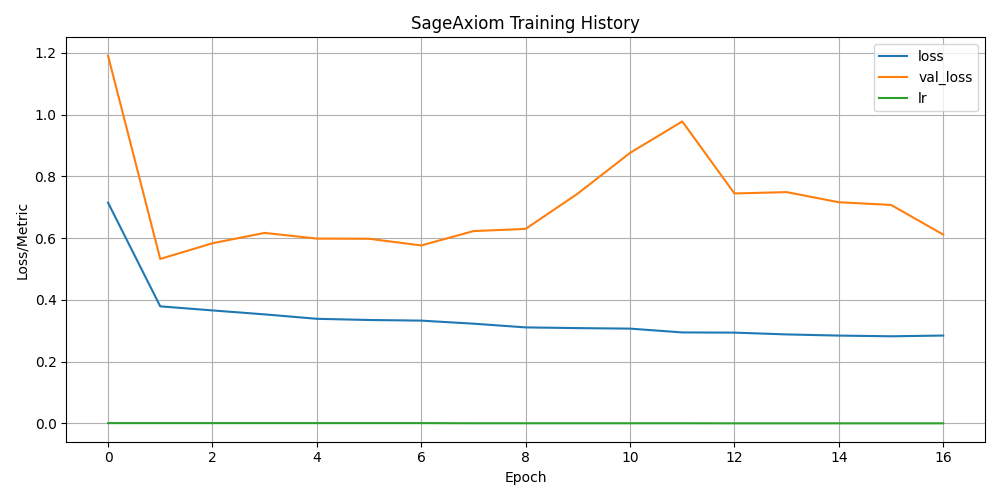 SageAxiom Training History
loss
val_loss
lr
Loss/Metric
1.2
1.0
0.8
0.6
0.4
0.2
0.0
0 2 4 6 8 10 12 14 16
Epoch